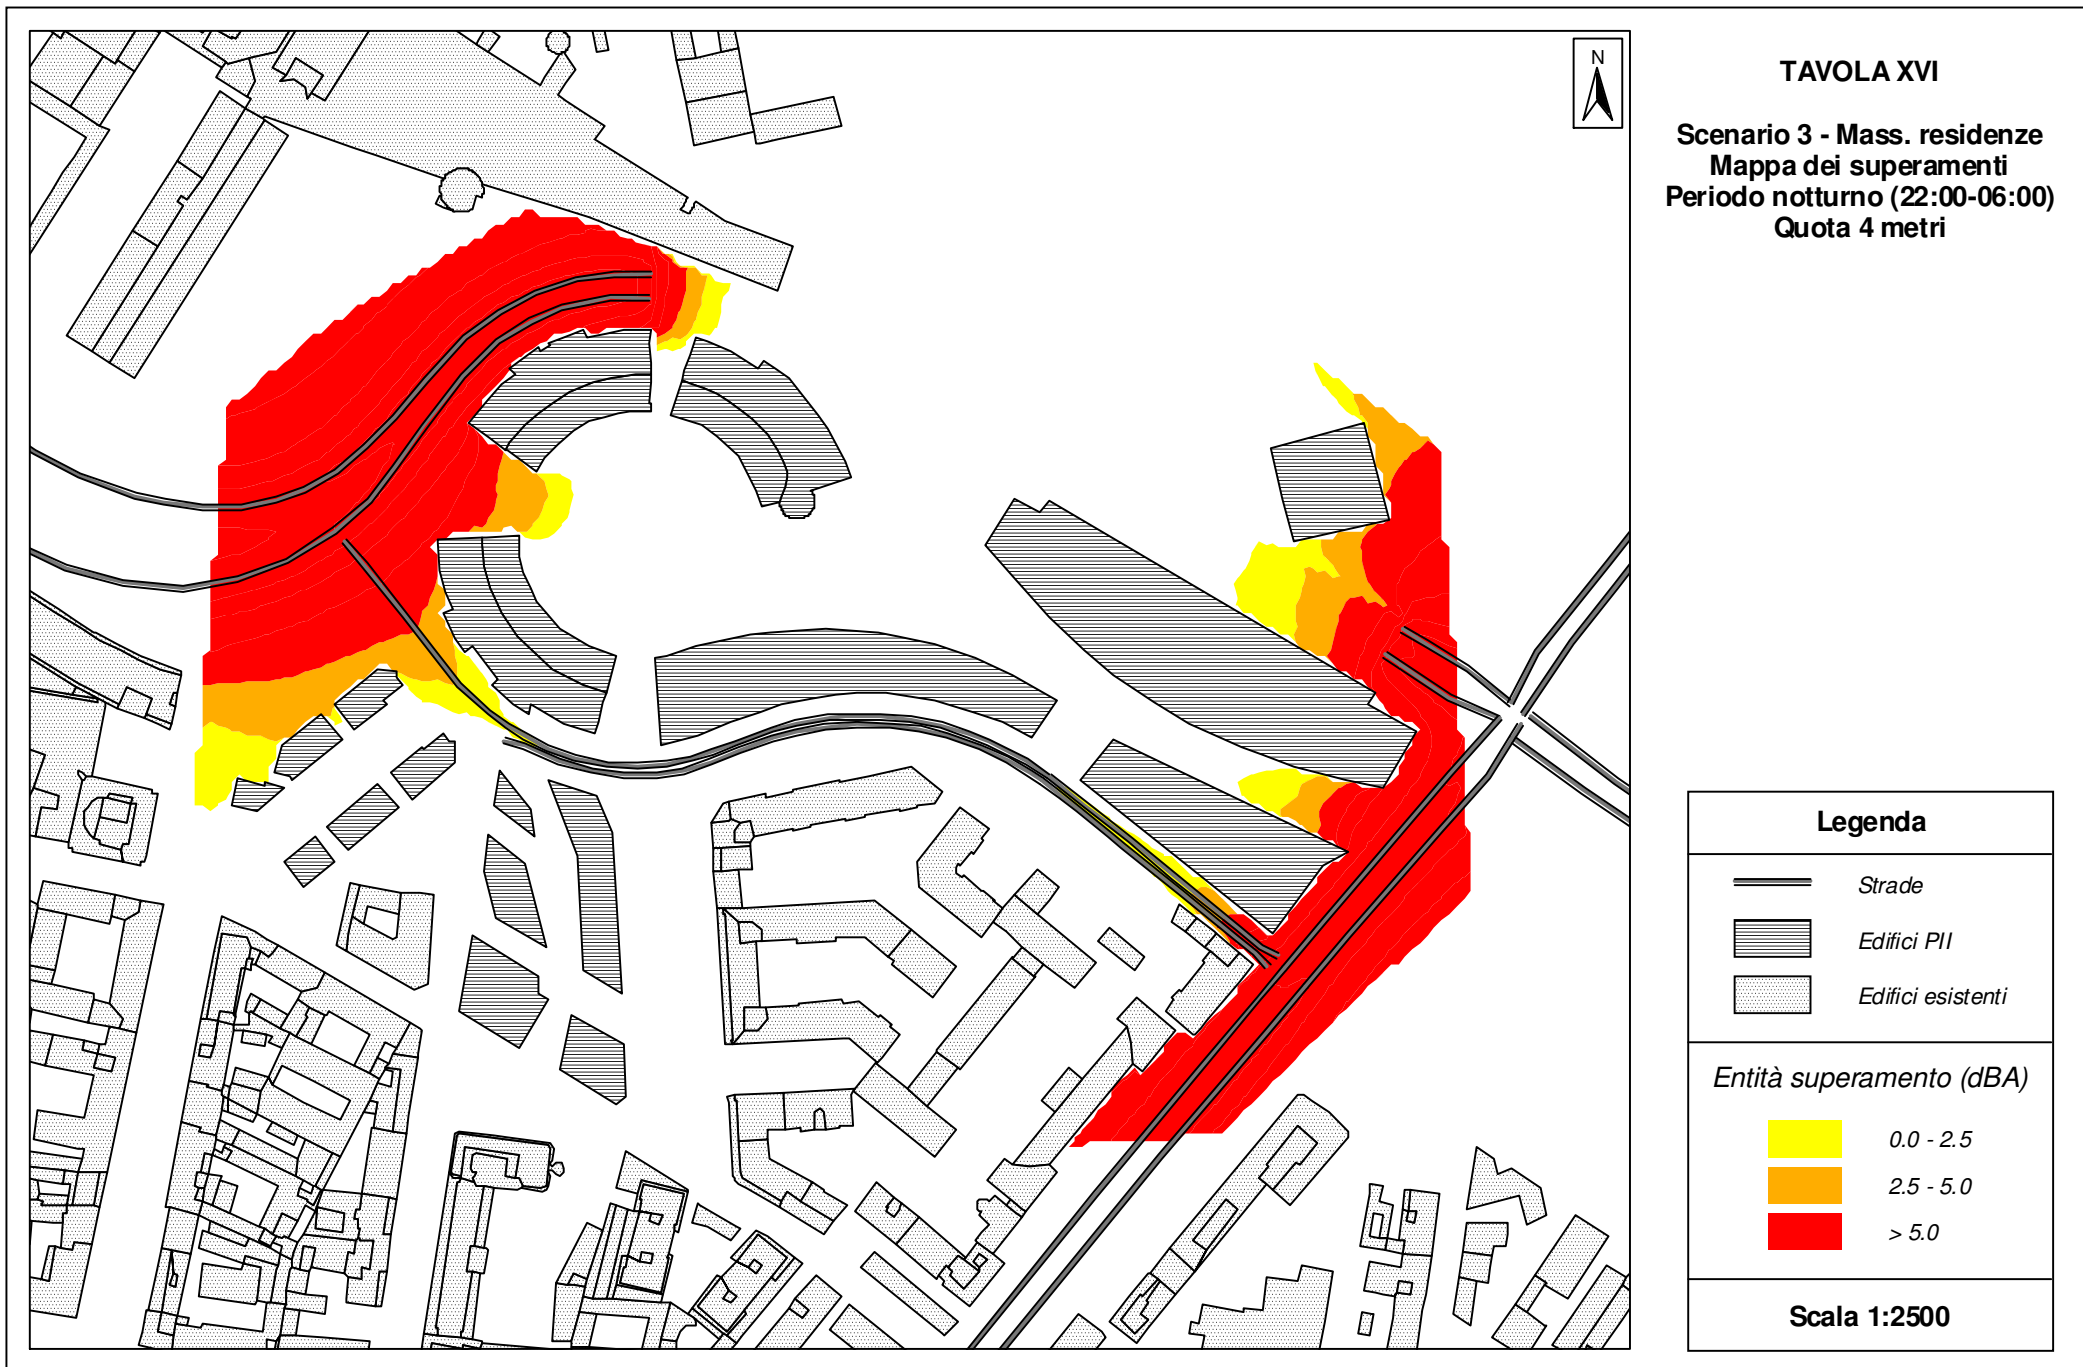 N
TAVOLA XVI
Scenario 3 - Mass. residenze
Mappa dei superamenti
Periodo notturno (22:00-06:00)
Quota 4 metri
Legenda
Strade
Edifici PII
Edifici esistenti
Entità superamento (dBA)
0.0 - 2.5
2.5 - 5.0
> 5.0
Scala 1:2500